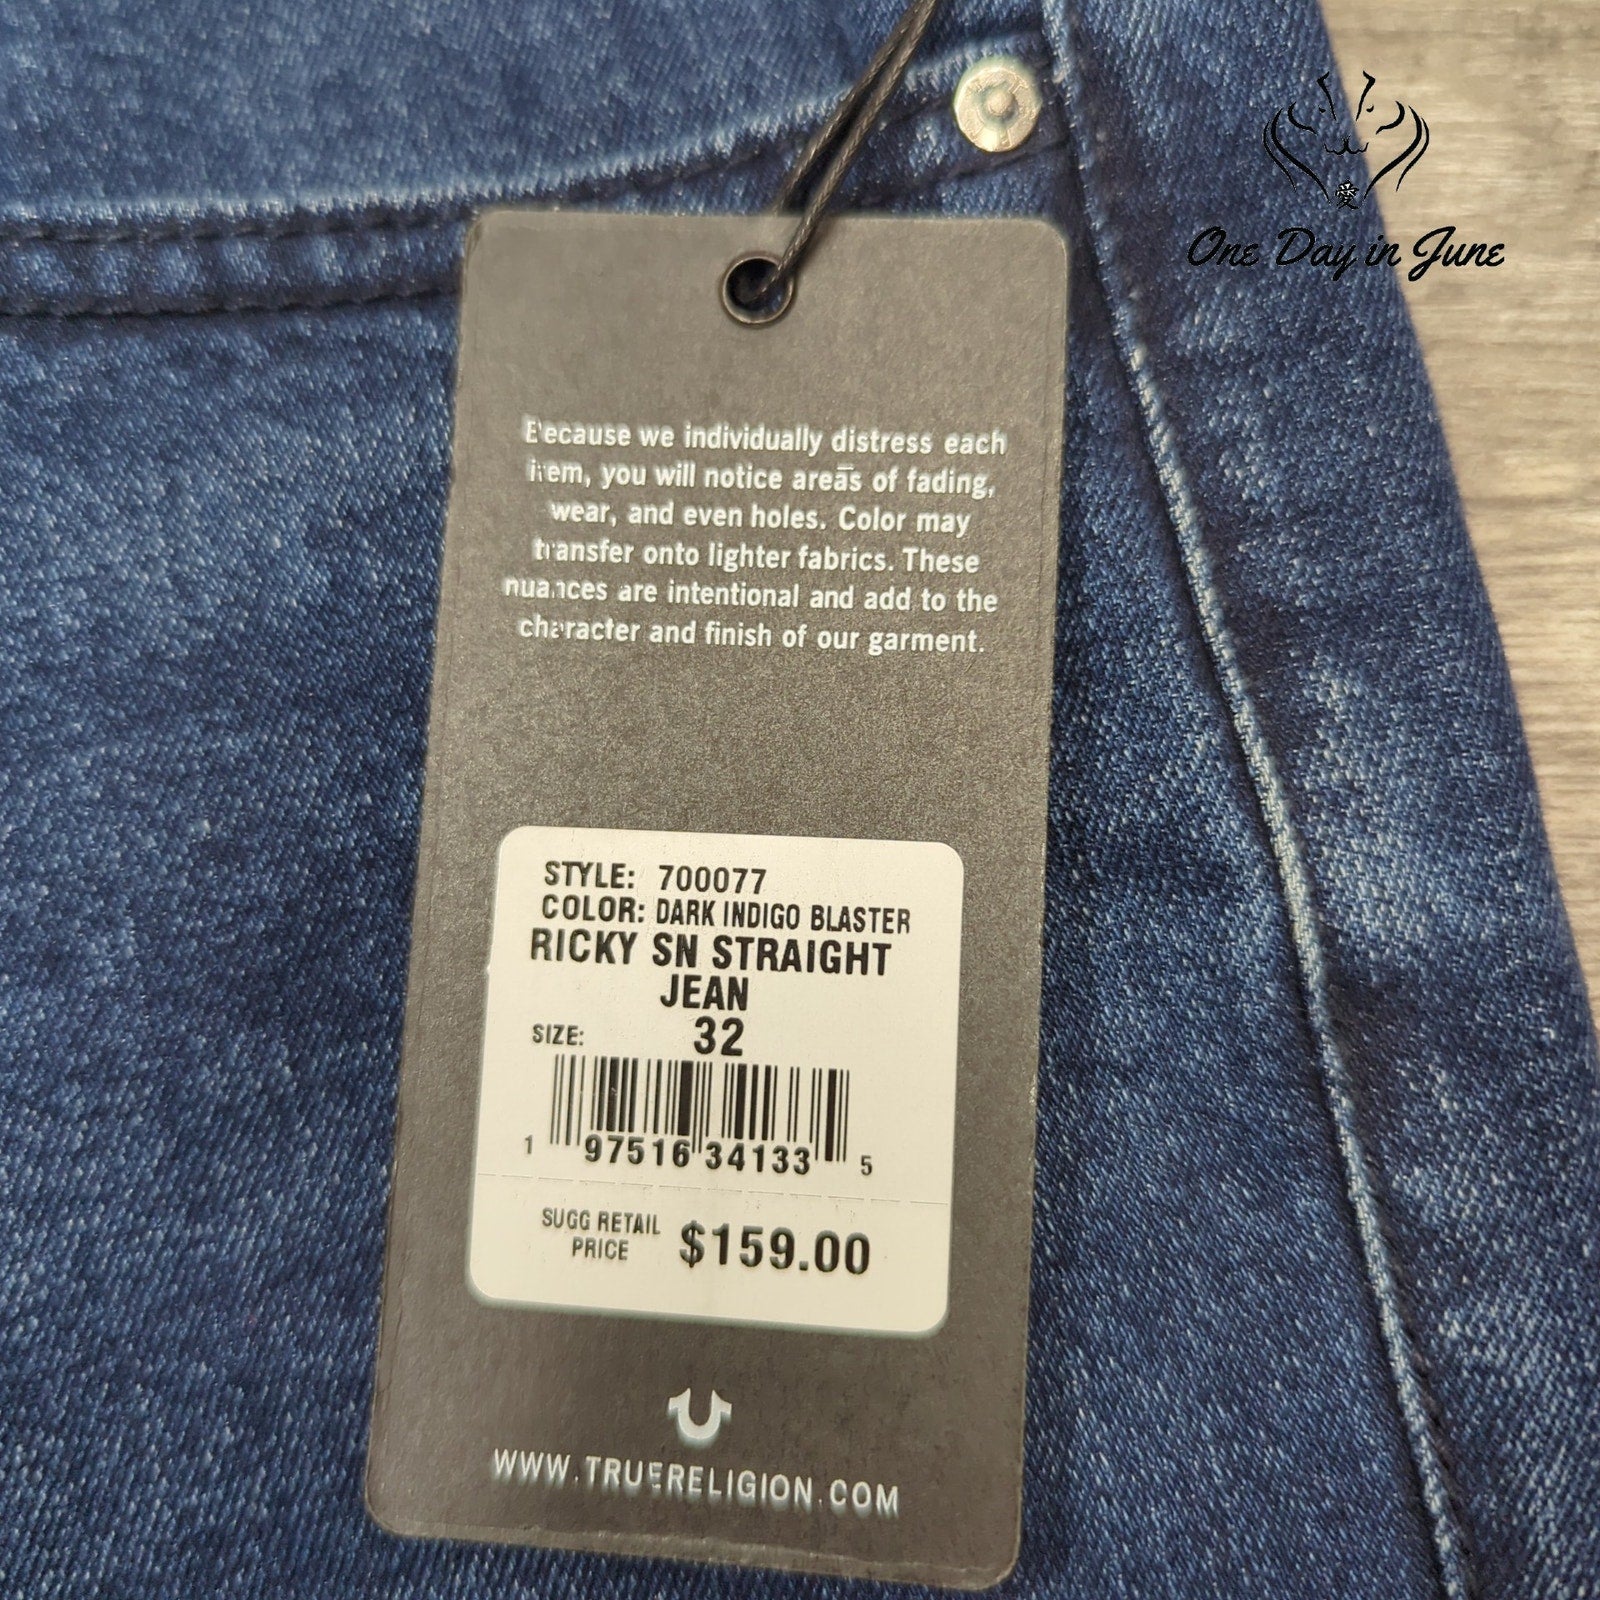 愛
One Day in June
Because we individually distress each
item, you will notice areas of fading,
wear, and even holes. Color may
transfer onto lighter fabrics. These
nuances are intentional and add to the
character and finish of our garment.
STYLE: 700077
COLOR: DARK INDIGO BLASTER
RICKY SN STRAIGHT
JEAN
SIZE: 32
1 97516 34133 5
SUGG RETAIL
PRICE $159.00
WWW.TRUERELIGION.COM